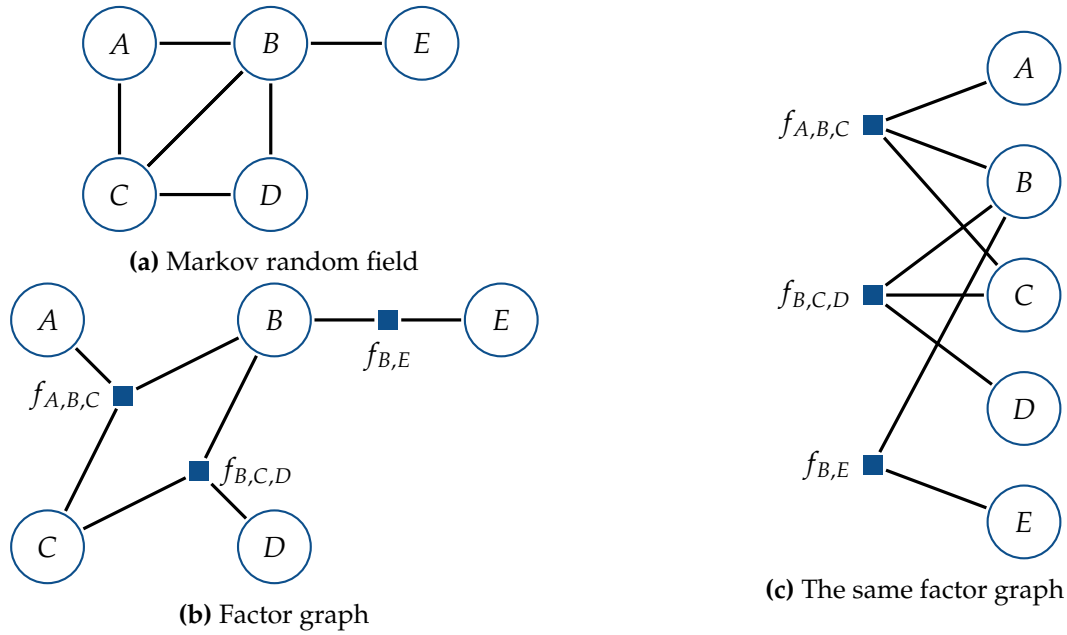 A
B
E
C
D
(a) Markov random field
A
B
E
f_{B,E}
f_{A,B,C}
f_{B,C,D}
C
D
(b) Factor graph
A
f_{A,B,C}
B
f_{B,C,D}
C
D
f_{B,E}
E
(c) The same factor graph